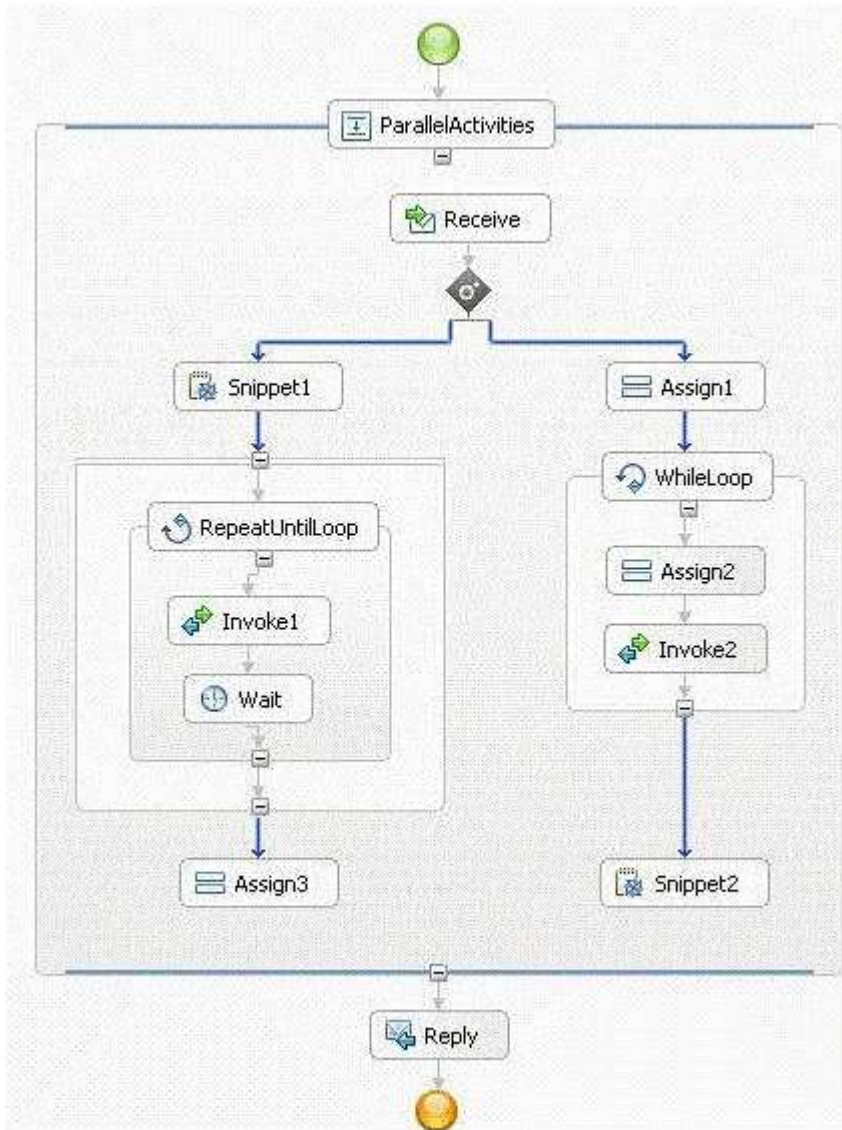 ParallelActivities
Receive
Snippet1
Assign1
WhileLoop
RepeatUntilLoop
Assign2
Invoke1
Invoke2
Wait
Assign3
Snippet2
Reply